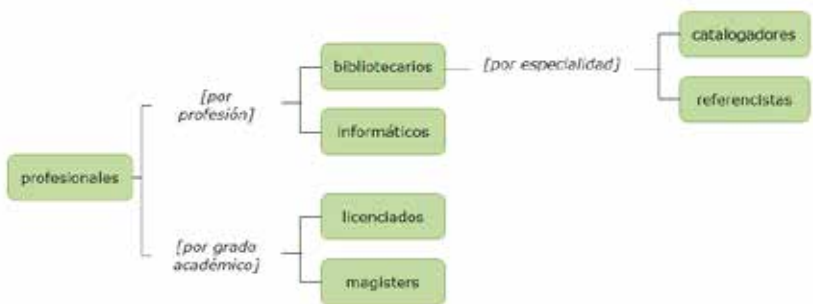 profesionales
[por
profesión]
bibliotecarios
[por especialidad]
catalogadores
referencistas
informáticos
[por grado
académico]
licenciados
magisters